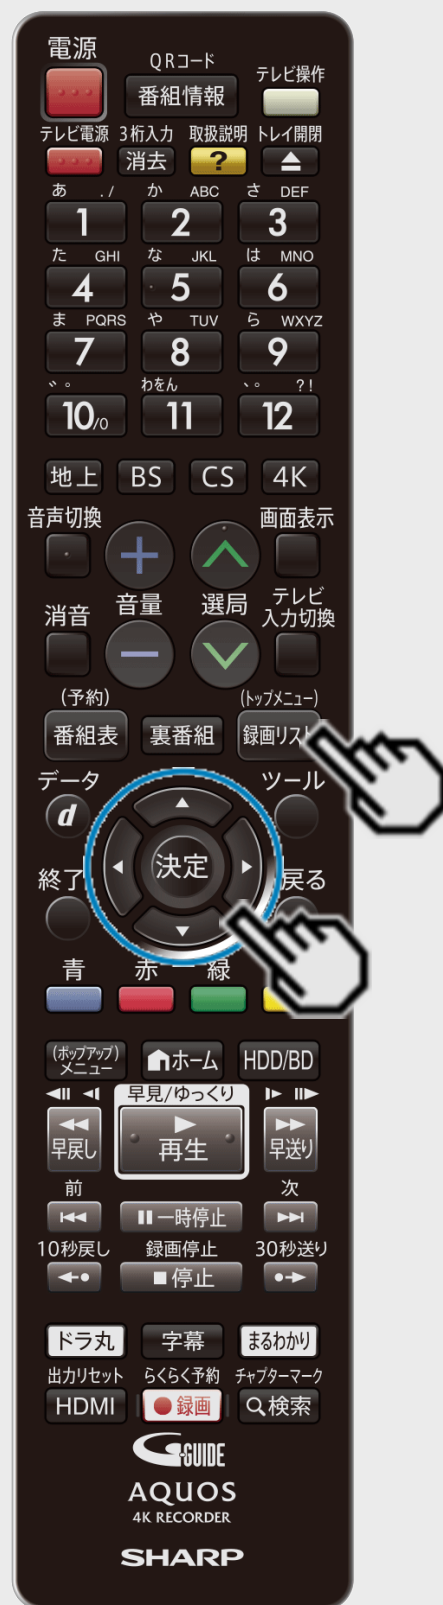 電源
QRコード
番組情報
テレビ操作
テレビ電源 3桁入力 取扱説明 トレイ開閉
消去 ?
あ ./ か ABC さ DEF
1 2 3
た GHI な JKL は MNO
4 5 6
ま PQRS や TUV ら WXYZ
7 8 9
゛゜ わをん 、。 ?!
10/0 11 12
地上 BS CS 4K
音声切換 画面表示
消音 音量 選局 テレビ
入力切換
(予約) (トップメニュー)
番組表 裏番組 録画リス
データ ツール
d
決定
終了 戻る
青 赤 緑
(ポップアップ)
メニュー
ホーム HDD/BD
早見/ゆっくり
早戻し 再生 早送り
前 次
一時停止
10秒戻し 録画停止 30秒送り
停止
ドラ丸 字幕 まるわかり
出力リセット らくらく予約 チャプターマーク
HDMI 録画 検索
G-GUIDE
AQUOS
4K RECORDER
SHARP